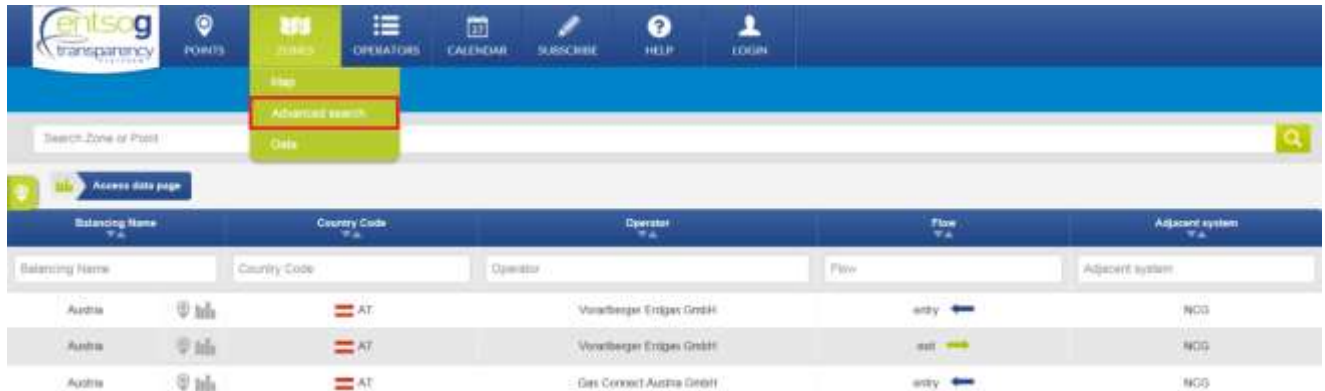 entsog
transparency
PLATFORM
POINTS
ZONES
OPERATORS
CALENDAR
SUBSCRIBE
HELP
LOGIN
Map
Advanced search
Data
Search Zone or Point
Access data page
Balancing Name Country Code Operator Flow Adjacent system
Balancing Name Country Code Operator Flow Adjacent system
Austria AT Vorarlberger Erdgas GmbH entry NCG
Austria AT Vorarlberger Erdgas GmbH exit NCG
Austria AT Gas Connect Austria GmbH entry NCG